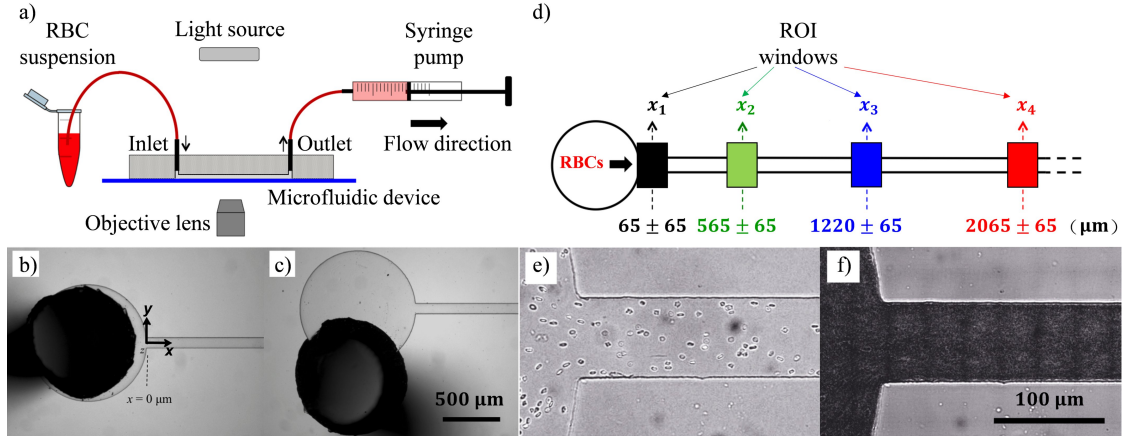 a)
RBC
suspension
Light source
Syringe
pump
Inlet
Outlet
Flow direction
Microfluidic device
Objective lens
d)
ROI
windows
x₁ x₂ x₃ x₄
RBCs
65 ± 65 565 ± 65 1220 ± 65 2065 ± 65 (μm)
b)
y
x
x = 0 μm
c)
500 μm
e)
f)
100 μm